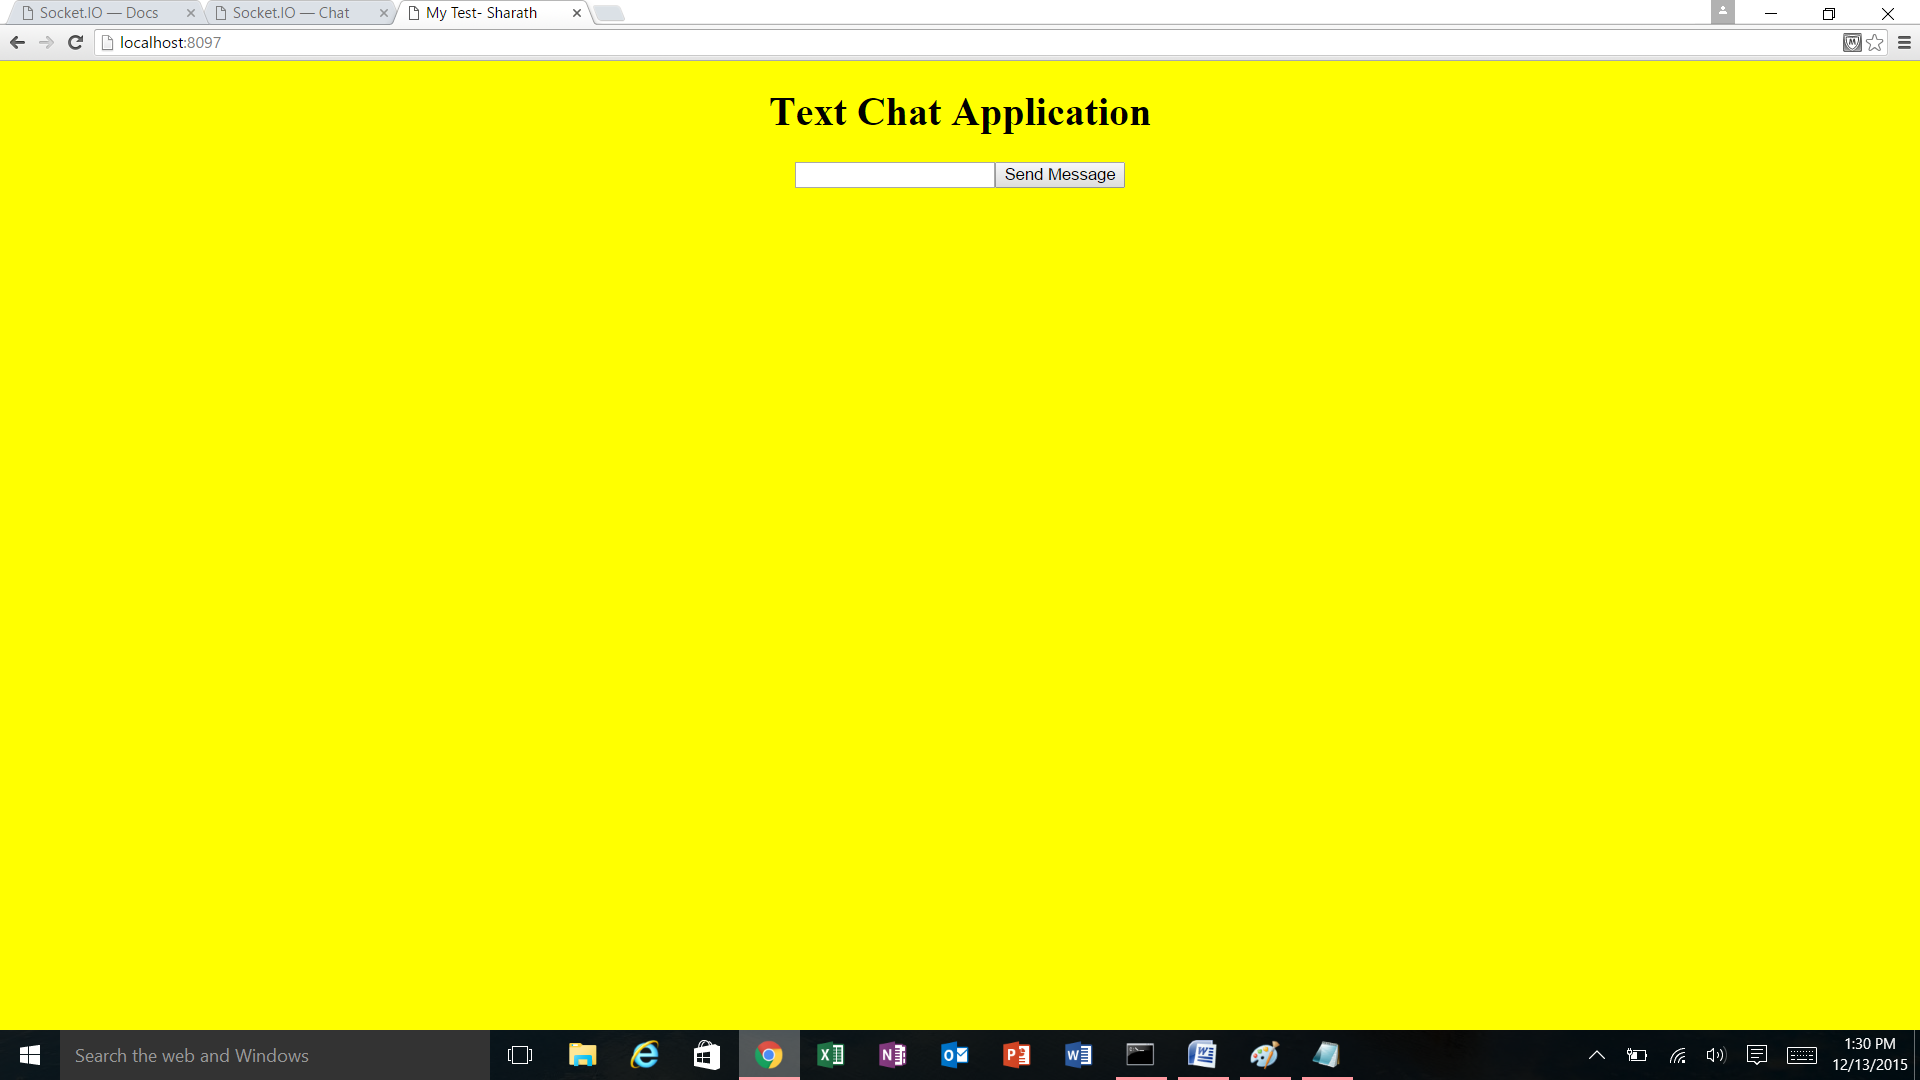 Socket.IO — Docs
Socket.IO — Chat
My Test- Sharath
localhost:8097
Text Chat Application
Send Message
Search the web and Windows
1:30 PM
12/13/2015